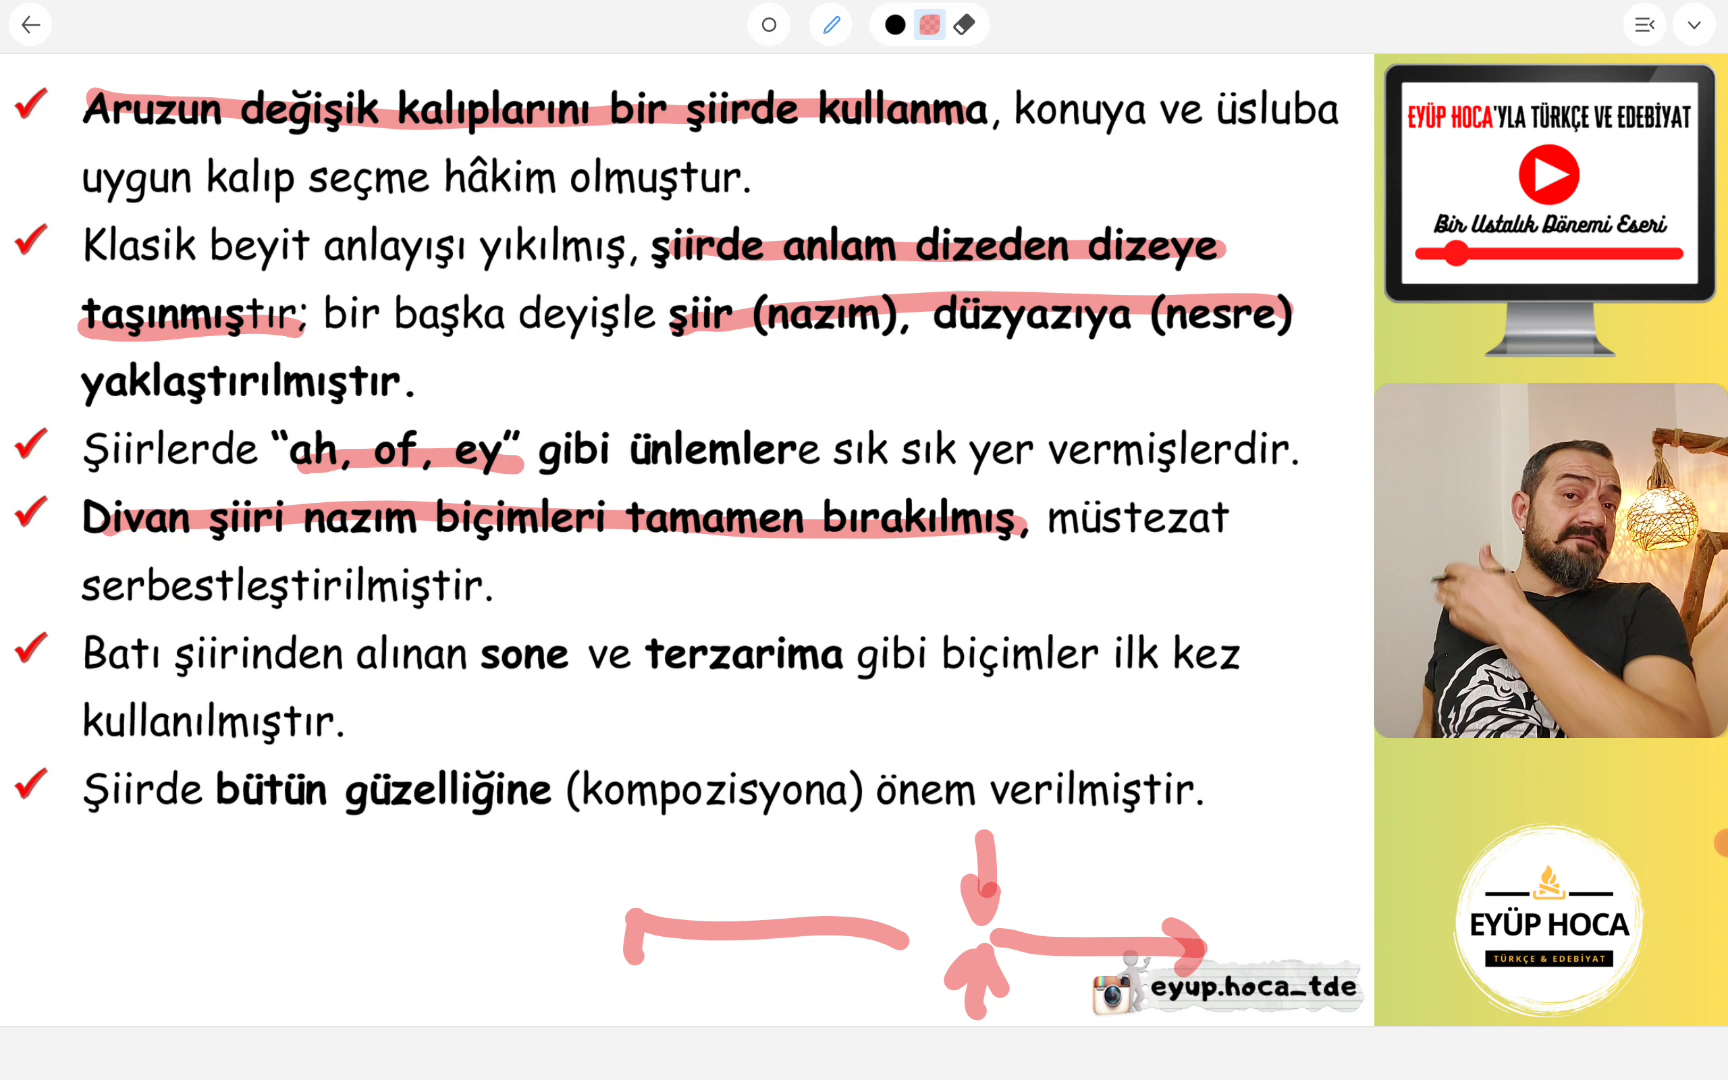 Aruzun değişik kalıplarını bir şiirde kullanma, konuya ve üsluba
uygun kalıp seçme hâkim olmuştur.
Klasik beyit anlayışı yıkılmış, şiirde anlam dizeden dizeye
taşınmıştır; bir başka deyişle şiir (nazım), düzyazıya (nesre)
yaklaştırılmıştır.
Şiirlerde “ah, of, ey” gibi ünlemlere sık sık yer vermişlerdir.
Divan şiiri nazım biçimleri tamamen bırakılmış, müstezat
serbestleştirilmiştir.
Batı şiirinden alınan sone ve terzarima gibi biçimler ilk kez
kullanılmıştır.
Şiirde bütün güzelliğine (kompozisyona) önem verilmiştir.
eyup.hoca_tde
EYÜP HOCA'YLA TÜRKÇE VE EDEBİYAT
Bir Ustalık Dönemi Eseri
EYÜP HOCA
TÜRKÇE & EDEBİYAT